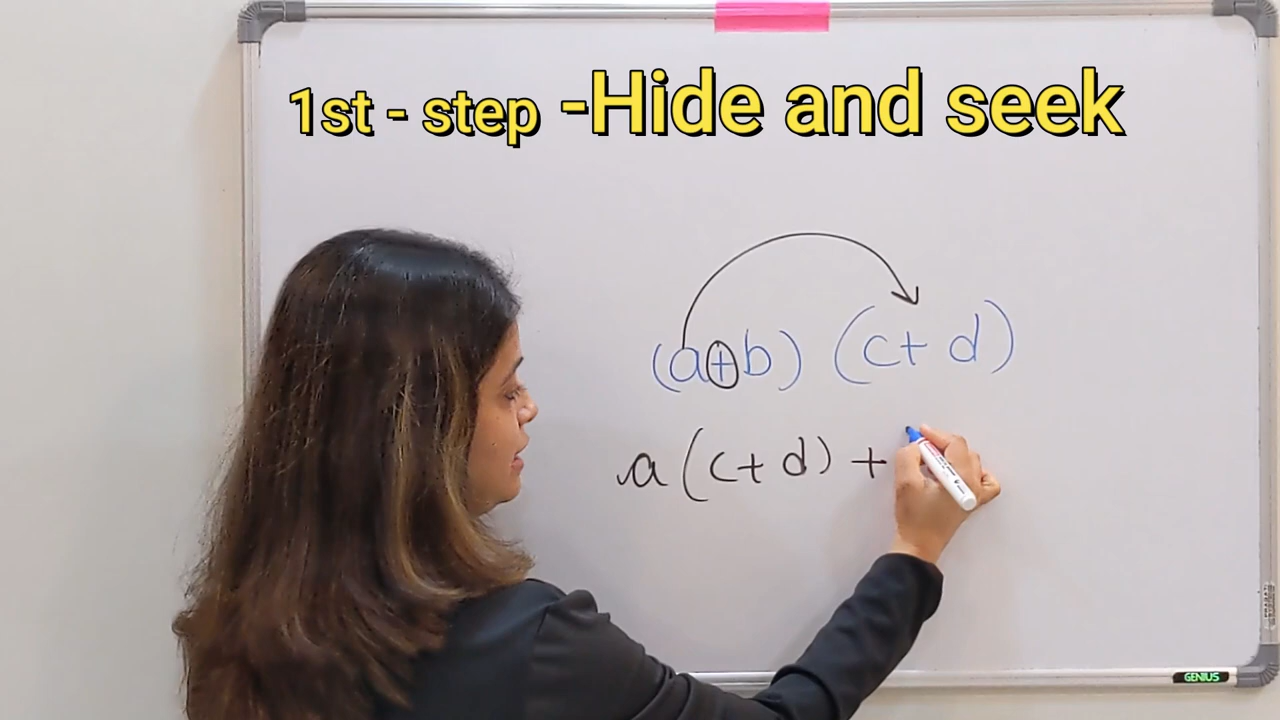 1st - step -Hide and seek
(a+b) (c+d)
a(c+d) +
GENIUS